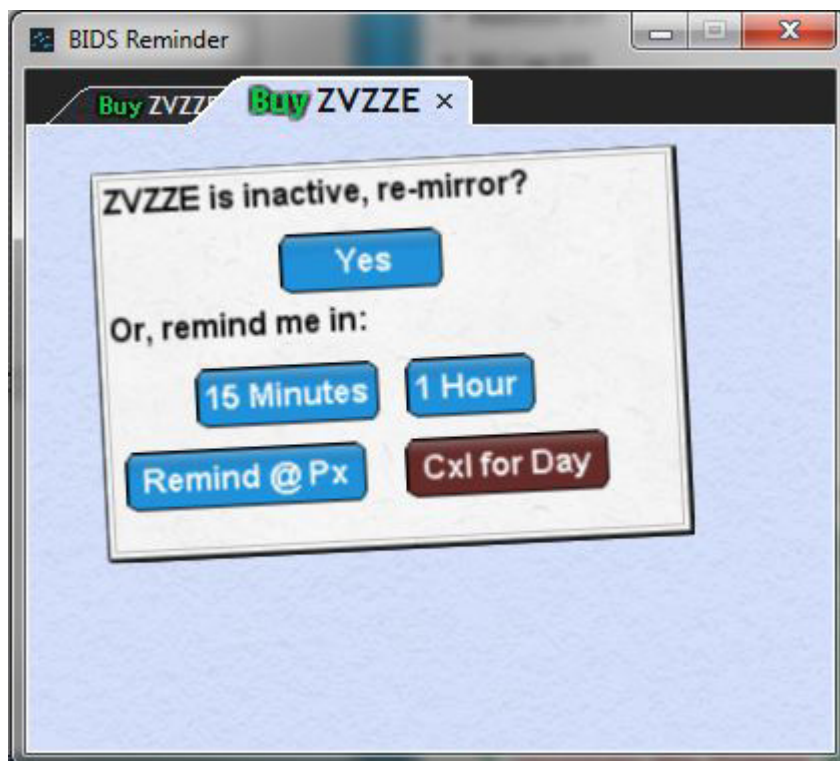 BIDS Reminder
Buy ZVZZE
Buy ZVZZE ×
ZVZZE is inactive, re-mirror?
Yes
Or, remind me in:
15 Minutes 1 Hour
Remind @ Px Cxl for Day